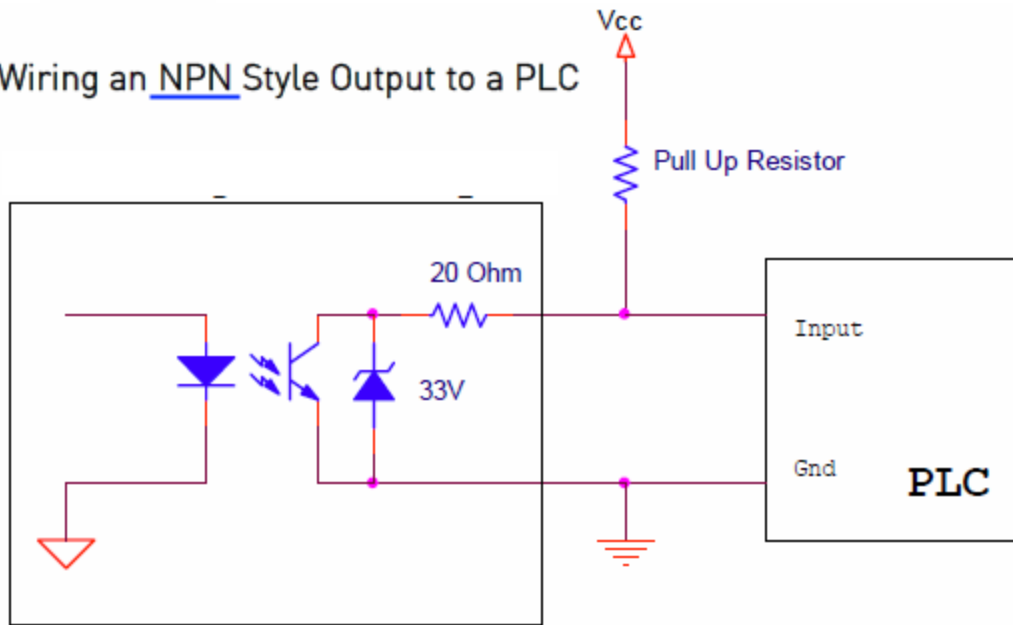 Vcc
Wiring an NPN Style Output to a PLC
Pull Up Resistor
20 Ohm
Input
33V
Gnd
PLC